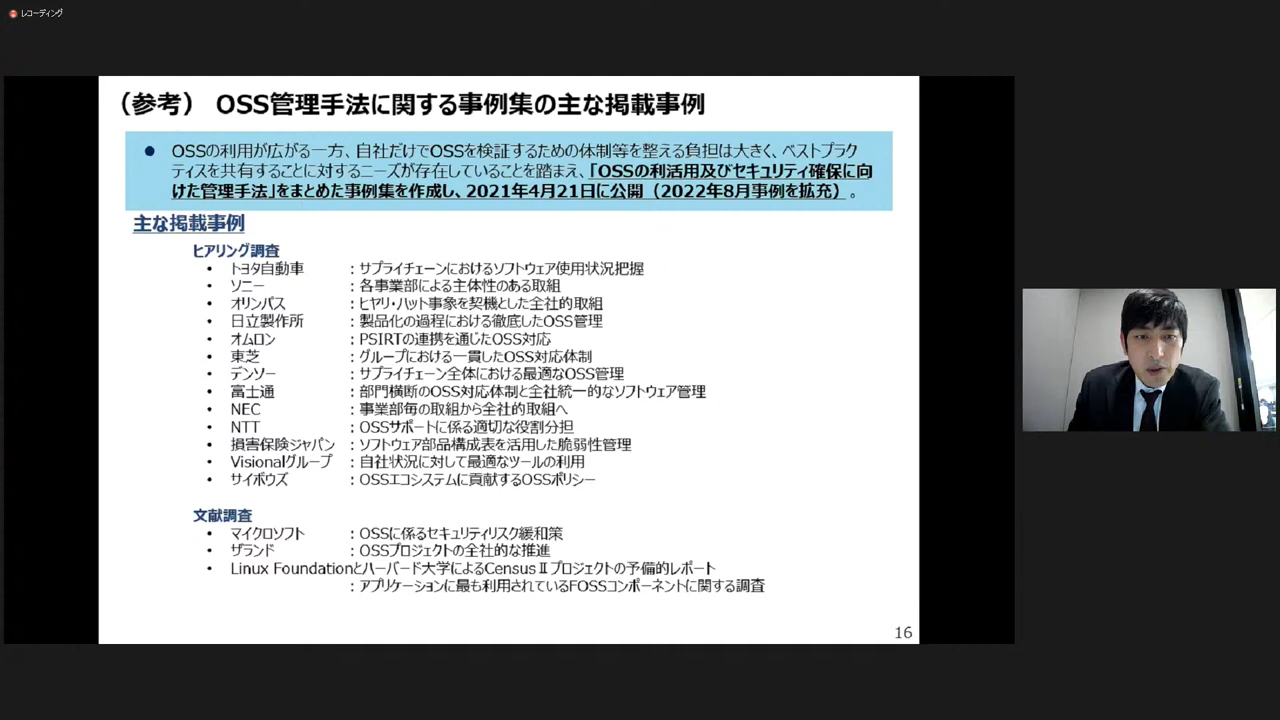 レコーディング
（参考） OSS管理手法に関する事例集の主な掲載事例
● OSSの利用が広がる一方、自社だけでOSSを検証するための体制等を整える負担は大きく、ベストプラク
ティスを共有することに対するニーズが存在していることを踏まえ、「OSSの利活用及びセキュリティ確保に向
けた管理手法」をまとめた事例集を作成し、2021年4月21日に公開（2022年8月事例を拡充）。
主な掲載事例
ヒアリング調査
• トヨタ自動車 ：サプライチェーンにおけるソフトウェア使用状況把握
• ソニー ：各事業部による主体性のある取組
• オリンパス ：ヒヤリ・ハット事象を契機とした全社的取組
• 日立製作所 ：製品化の過程における徹底したOSS管理
• オムロン ：PSIRTの連携を通じたOSS対応
• 東芝 ：グループにおける一貫したOSS対応体制
• デンソー ：サプライチェーン全体における最適なOSS管理
• 富士通 ：部門横断のOSS対応体制と全社統一的なソフトウェア管理
• NEC ：事業部毎の取組から全社的取組へ
• NTT ：OSSサポートに係る適切な役割分担
• 損害保険ジャパン ：ソフトウェア部品構成表を活用した脆弱性管理
• Visionalグループ ：自社状況に対して最適なツールの利用
• サイボウズ ：OSSエコシステムに貢献するOSSポリシー
文献調査
• マイクロソフト ：OSSに係るセキュリティリスク緩和策
• ザランド ：OSSプロジェクトの全社的な推進
• Linux Foundationとハーバード大学によるCensusⅡプロジェクトの予備的レポート
：アプリケーションに最も利用されているFOSSコンポーネントに関する調査
16